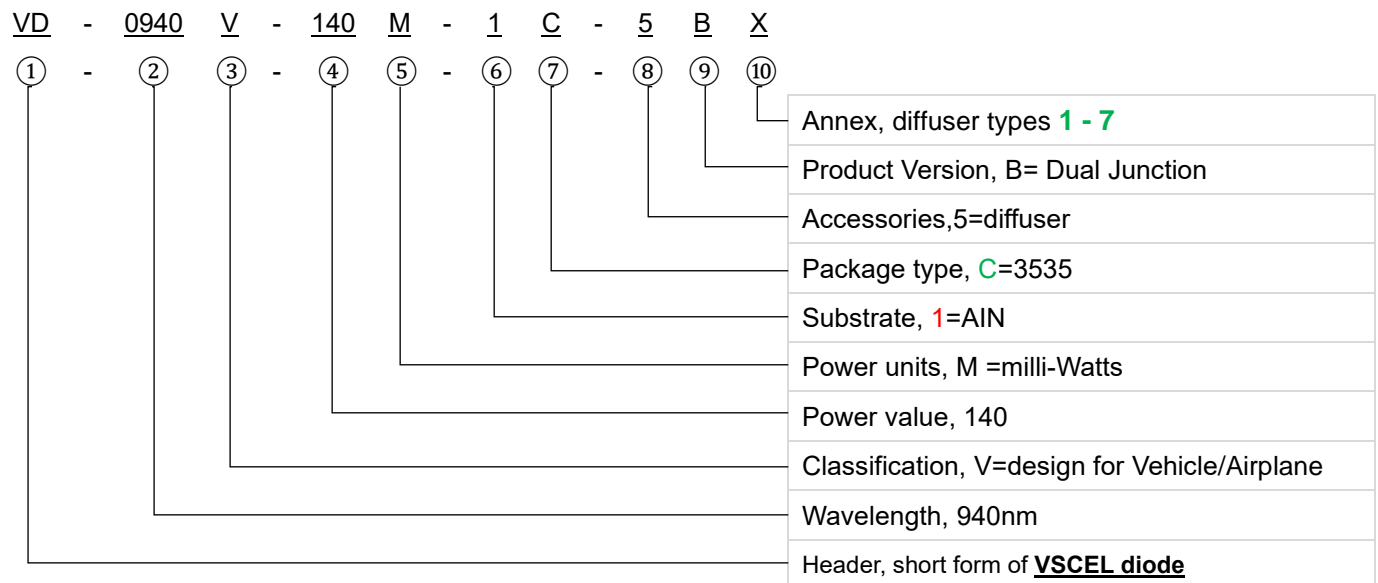 VD - 0940 V - 140 M - 1 C - 5 B X
① - ② ③ - ④ ⑤ - ⑥ ⑦ - ⑧ ⑨ ⑩
Annex, diffuser types 1 - 7
Product Version, B= Dual Junction
Accessories,5=diffuser
Package type, C=3535
Substrate, 1=AIN
Power units, M =milli-Watts
Power value, 140
Classification, V=design for Vehicle/Airplane
Wavelength, 940nm
Header, short form of VSCEL diode